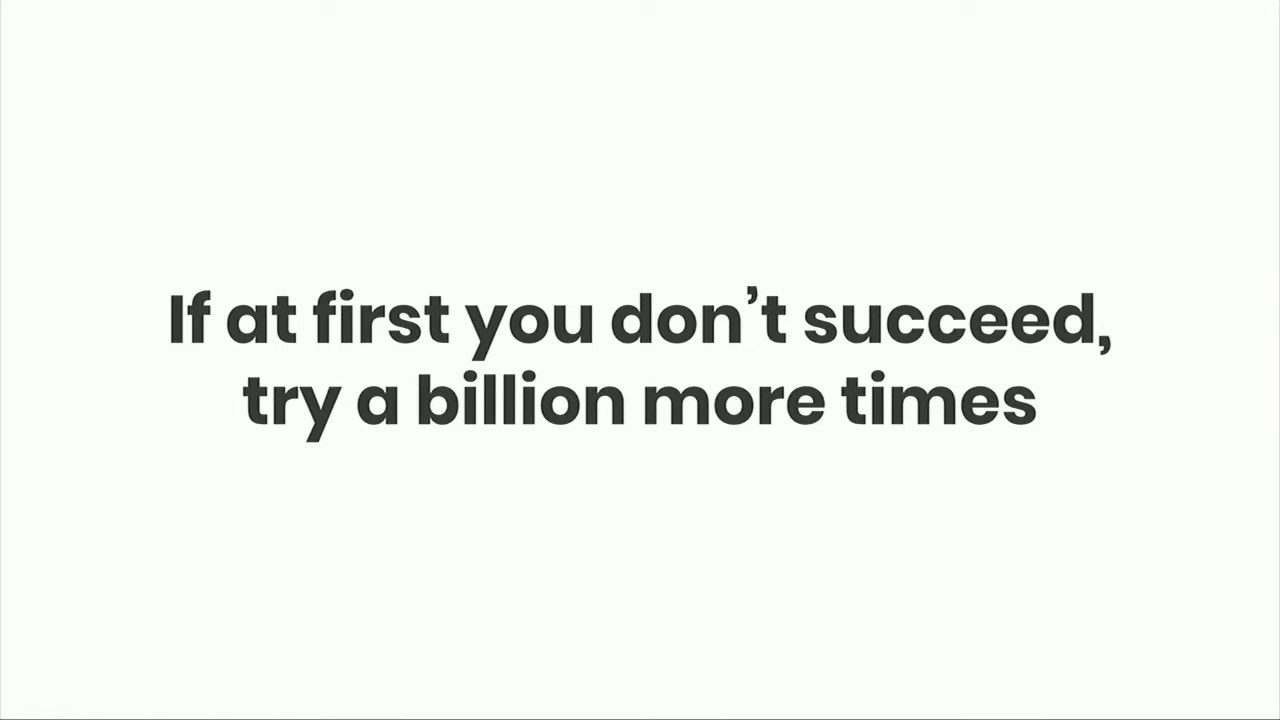 If at first you don’t succeed,
try a billion more times